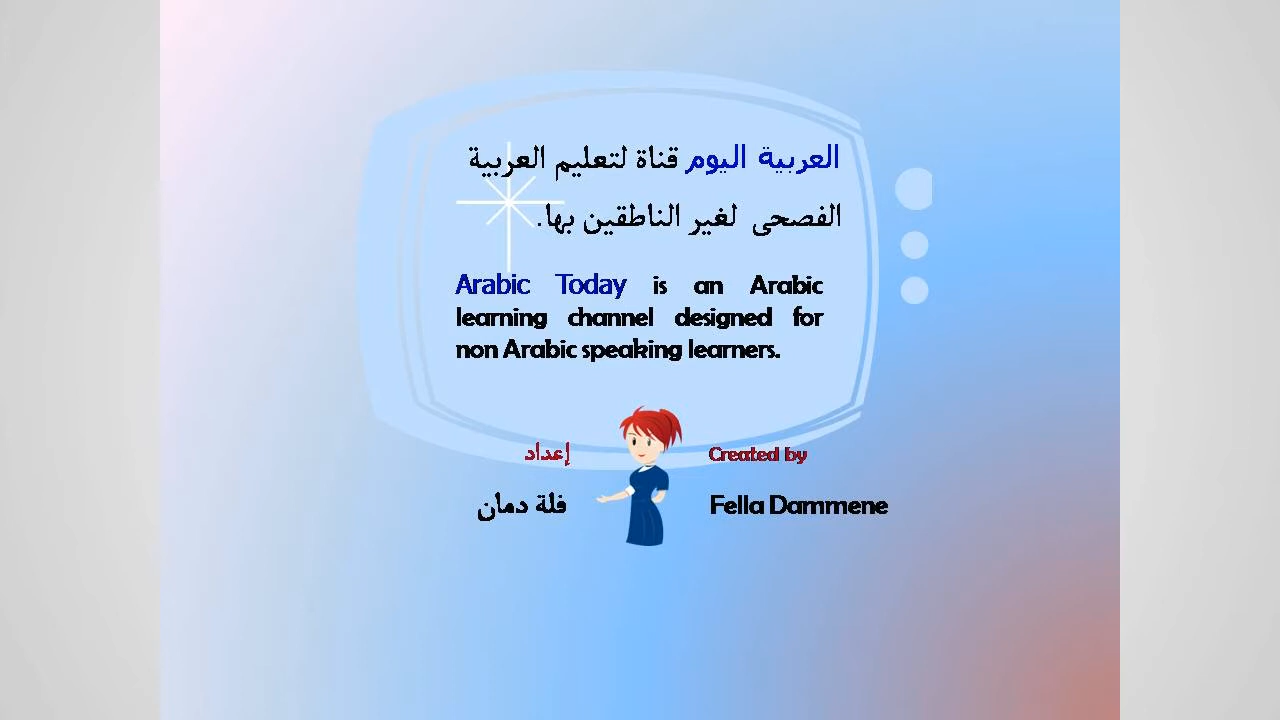 العربية اليوم قناة لتعليم العربية
الفصحى لغير الناطقين بها.
Arabic Today is an Arabic
learning channel designed for
non Arabic speaking learners.
إعداد
Created by
فلة دمان
Fella Dammene